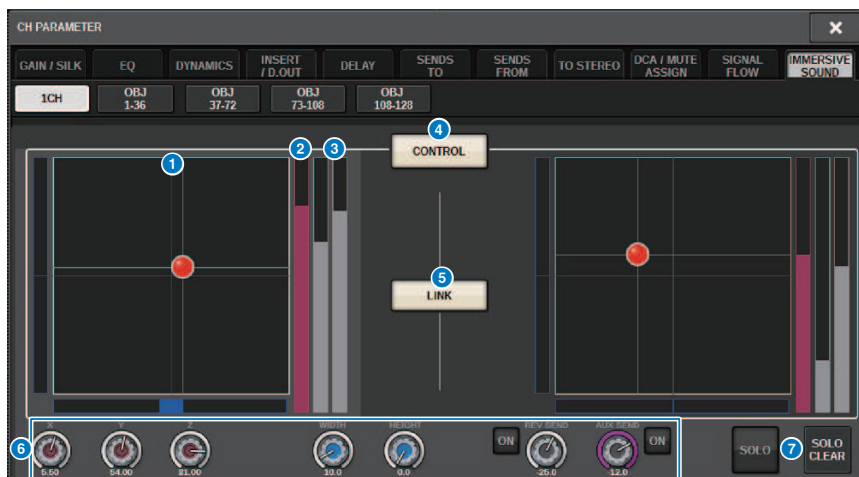 CH PARAMETER
GAIN / SILK EQ DYNAMICS INSERT / D.OUT DELAY SENDS TO SENDS FROM TO STEREO DCA / MUTE ASSIGN SIGNAL FLOW IMMERSIVE SOUND
1CH OBJ 1-36 OBJ 37-72 OBJ 73-108 OBJ 108-128
1 2 3 4
CONTROL
5
LINK
6
X Y Z WIDTH HEIGHT REV SEND AUX SEND
ON ON
SOLO 7 SOLO CLEAR
5.50 54.00 81.00 10.0 0.0 -25.0 -12.0